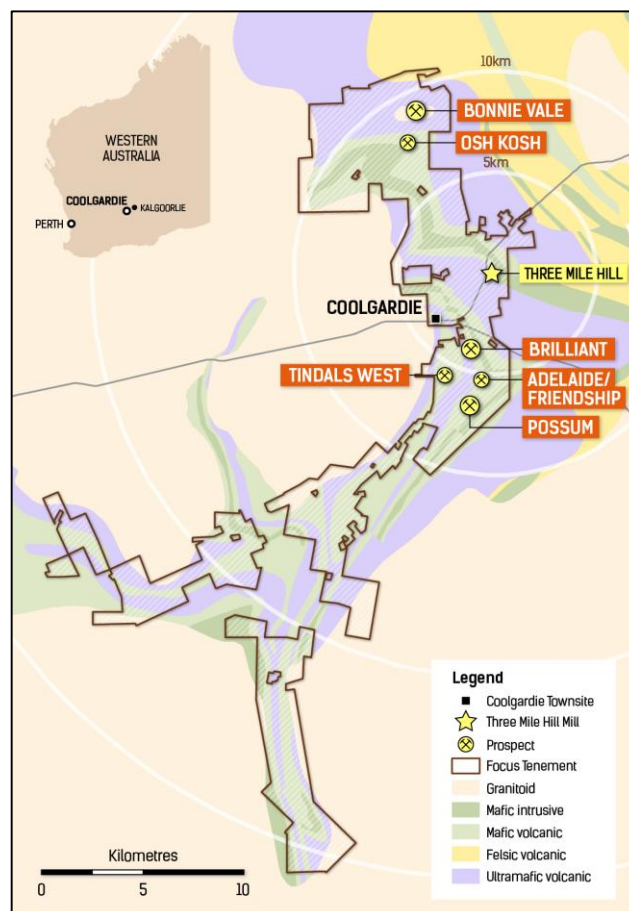 10km
BONNIE VALE
OSH KOSH
WESTERN
AUSTRALIA
5km
COOLGARDIE
KALGOORLIE
PERTH
THREE MILE HILL
COOLGARDIE
BRILLIANT
TINDALS WEST
ADELAIDE/
FRIENDSHIP
POSSUM
Legend
Coolgardie Townsite
Three Mile Hill Mill
Prospect
Focus Tenement
Granitoid
Mafic intrusive
Mafic volcanic
Felsic volcanic
Ultramafic volcanic
Kilometres
0 5 10